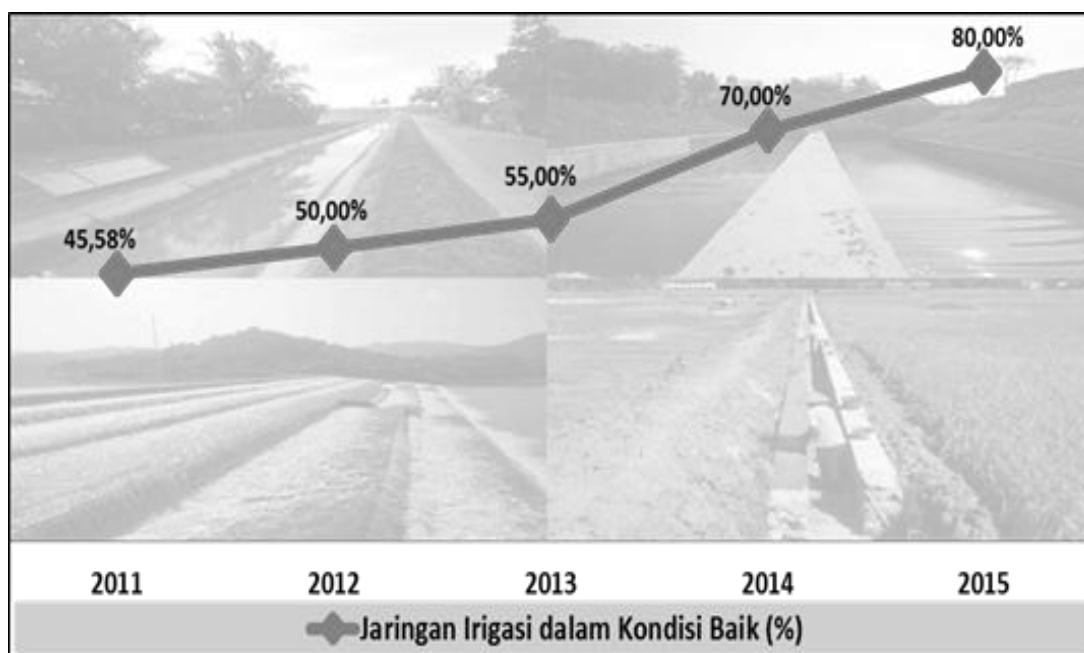 80,00%
70,00%
55,00%
50,00%
45,58%
2011 2012 2013 2014 2015
Jaringan Irigasi dalam Kondisi Baik (%)